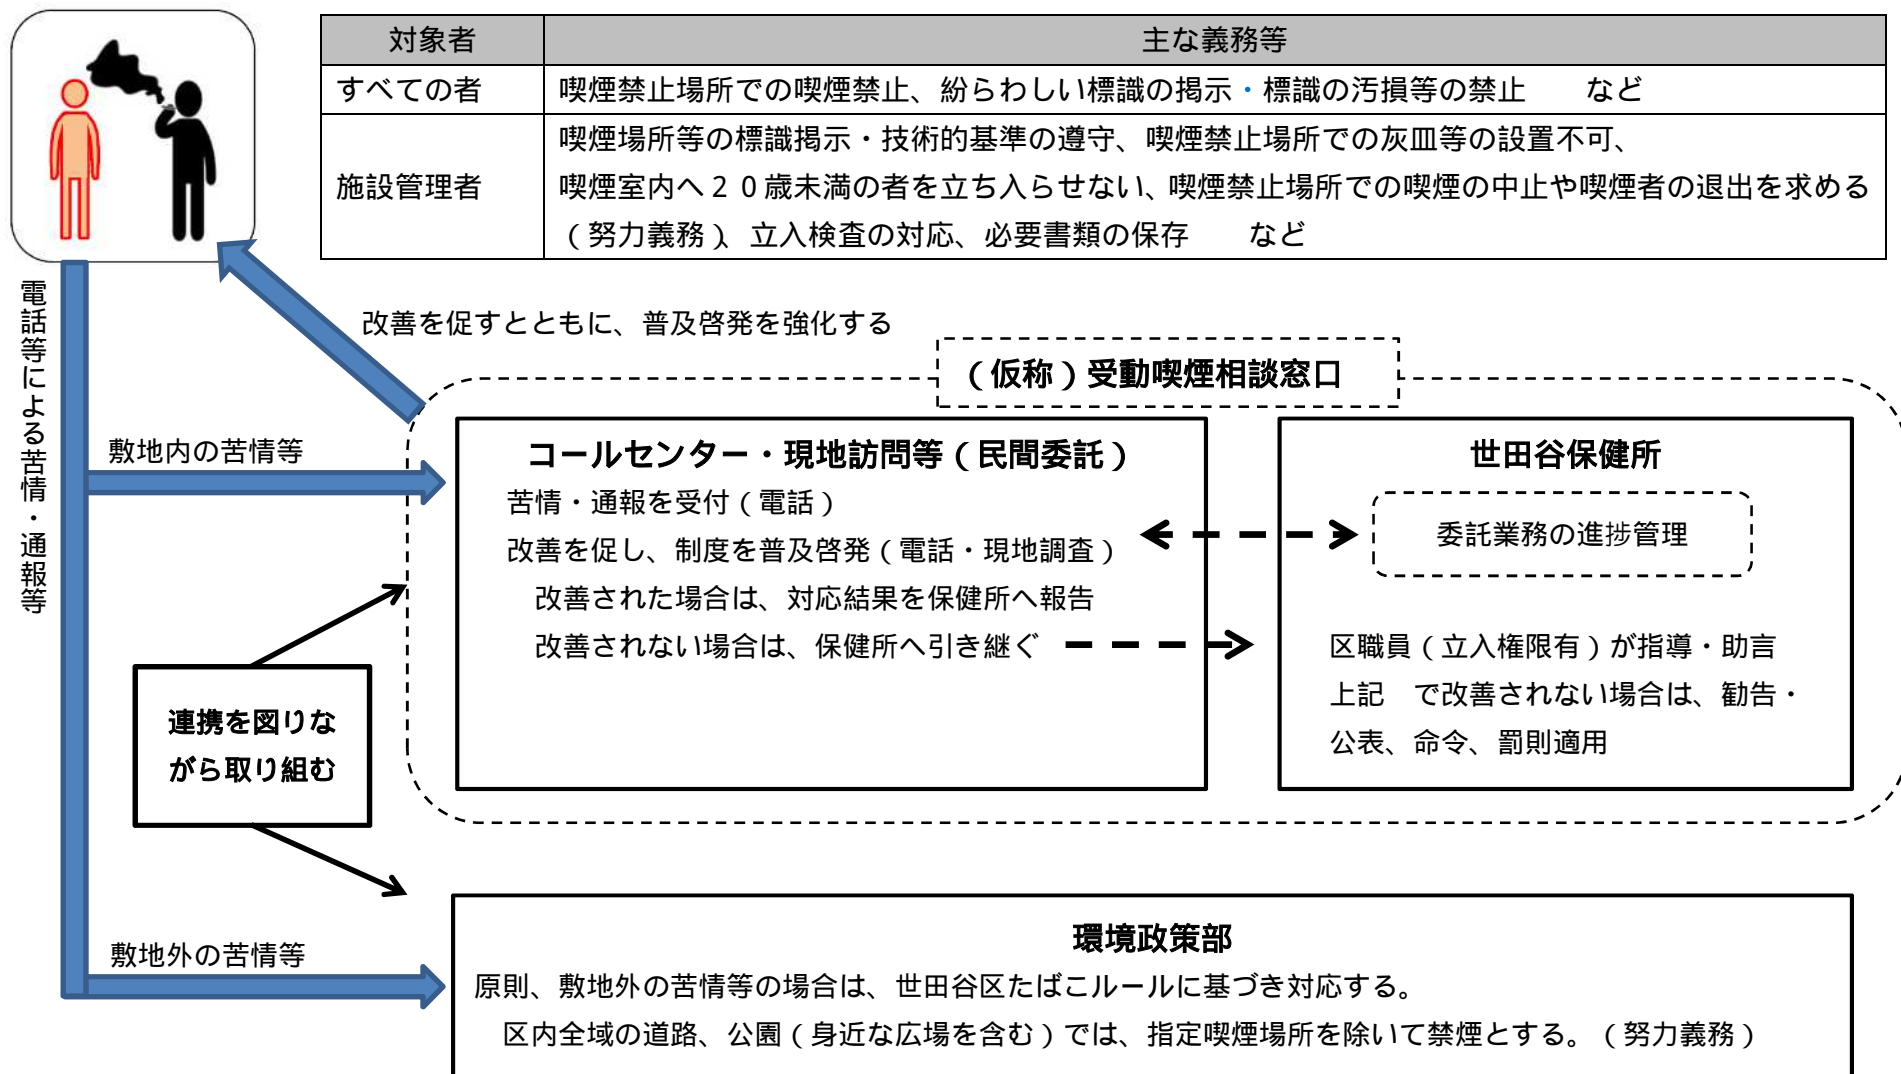 対象者 主な義務等
すべての者 喫煙禁止場所での喫煙禁止、紛らわしい標識の掲示・標識の汚損等の禁止　　など
施設管理者
喫煙場所等の標識掲示・技術的基準の遵守、喫煙禁止場所での灰皿等の設置不可、
喫煙室内へ２０歳未満の者を立ち入らせない、喫煙禁止場所での喫煙の中止や喫煙者の退出を求める
（努力義務）、立入検査の対応、必要書類の保存　　など
電話等による苦情・通報等
改善を促すとともに、普及啓発を強化する
（仮称）受動喫煙相談窓口
敷地内の苦情等
コールセンター・現地訪問等（民間委託）
苦情・通報を受付（電話）
改善を促し、制度を普及啓発（電話・現地調査）
改善された場合は、対応結果を保健所へ報告
改善されない場合は、保健所へ引き継ぐ
世田谷保健所
委託業務の進捗管理
区職員（立入権限有）が指導・助言
上記　で改善されない場合は、勧告・
公表、命令、罰則適用
連携を図りな
がら取り組む
敷地外の苦情等
環境政策部
原則、敷地外の苦情等の場合は、世田谷区たばこルールに基づき対応する。
区内全域の道路、公園（身近な広場を含む）では、指定喫煙場所を除いて禁煙とする。（努力義務）